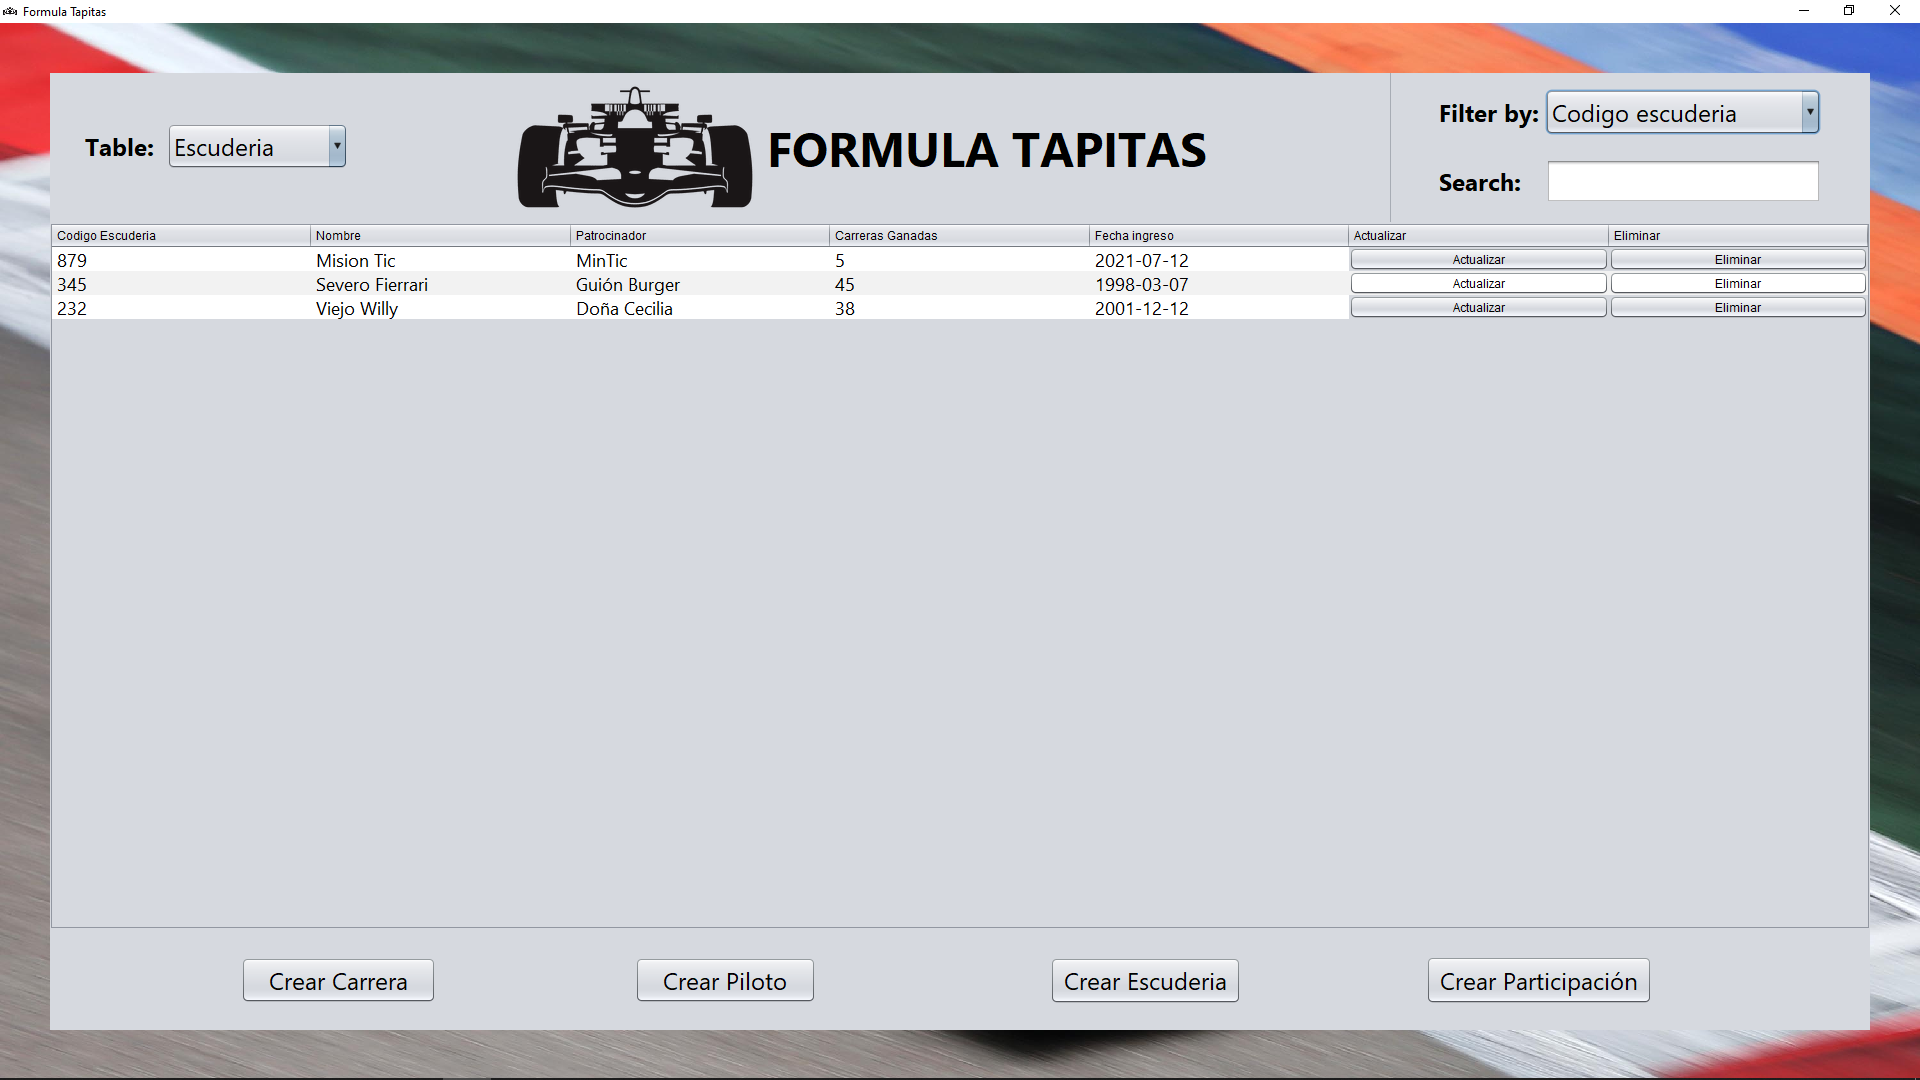 Formula Tapitas
Table: Escuderia
FORMULA TAPITAS
Filter by: Codigo escuderia
Search:
Codigo Escuderia Nombre Patrocinador Carreras Ganadas Fecha ingreso Actualizar Eliminar
879 Mision Tic MinTic 5 2021-07-12 Actualizar Eliminar
345 Severo Fierrari Guión Burger 45 1998-03-07 Actualizar Eliminar
232 Viejo Willy Doña Cecilia 38 2001-12-12 Actualizar Eliminar
Crear Carrera Crear Piloto Crear Escuderia Crear Participación